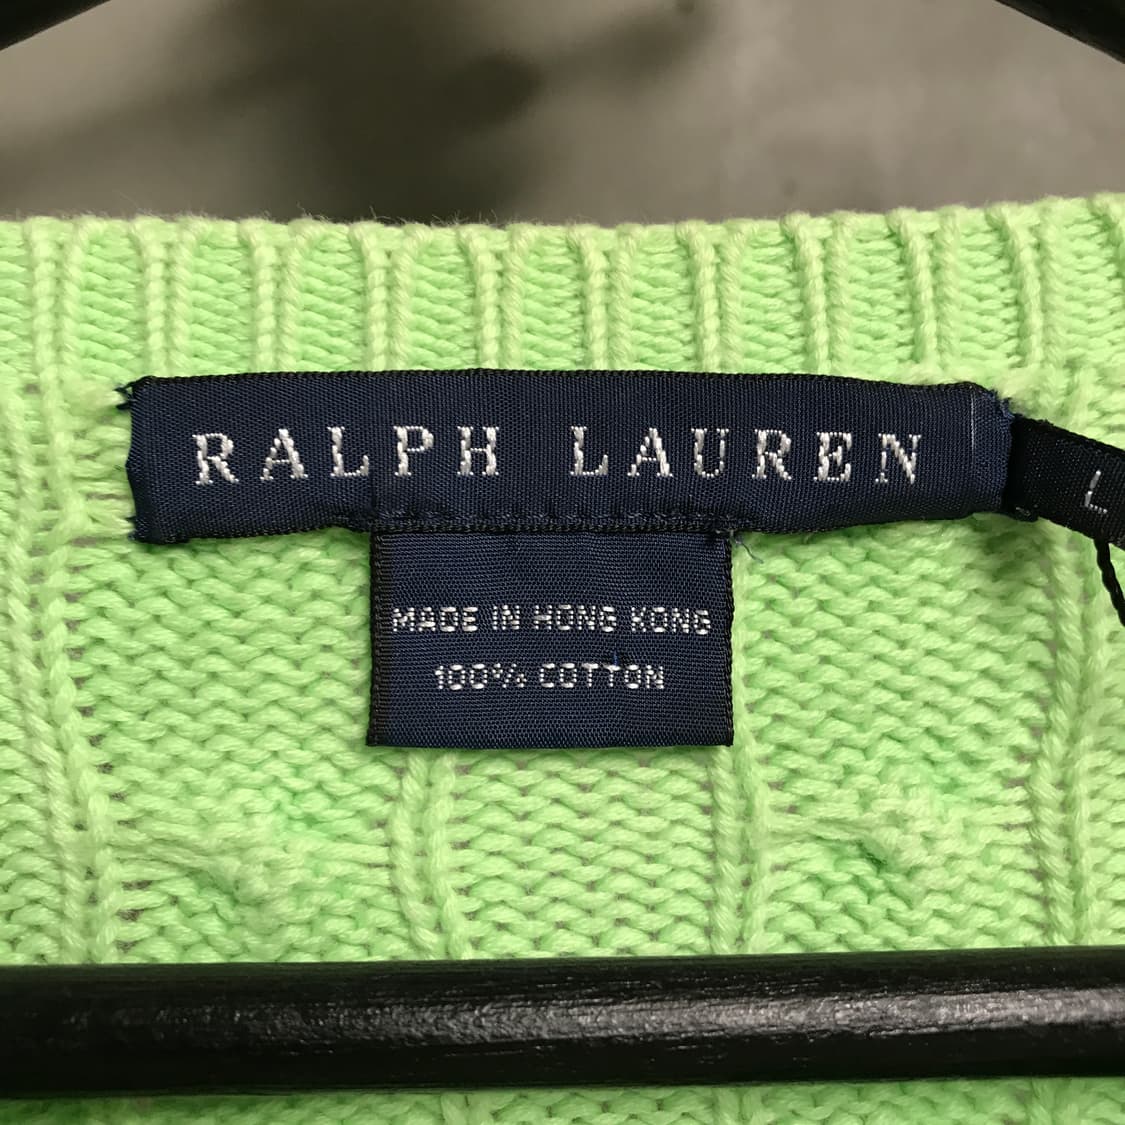 RALPH LAUREN
L
MADE IN HONG KONG
100% COTTON